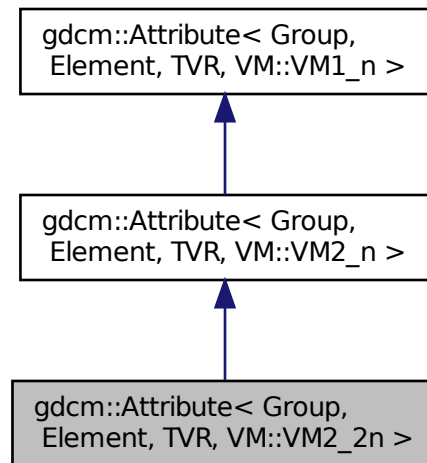 gdcm::Attribute< Group,
Element, TVR, VM::VM1_n >
gdcm::Attribute< Group,
Element, TVR, VM::VM2_n >
gdcm::Attribute< Group,
Element, TVR, VM::VM2_2n >